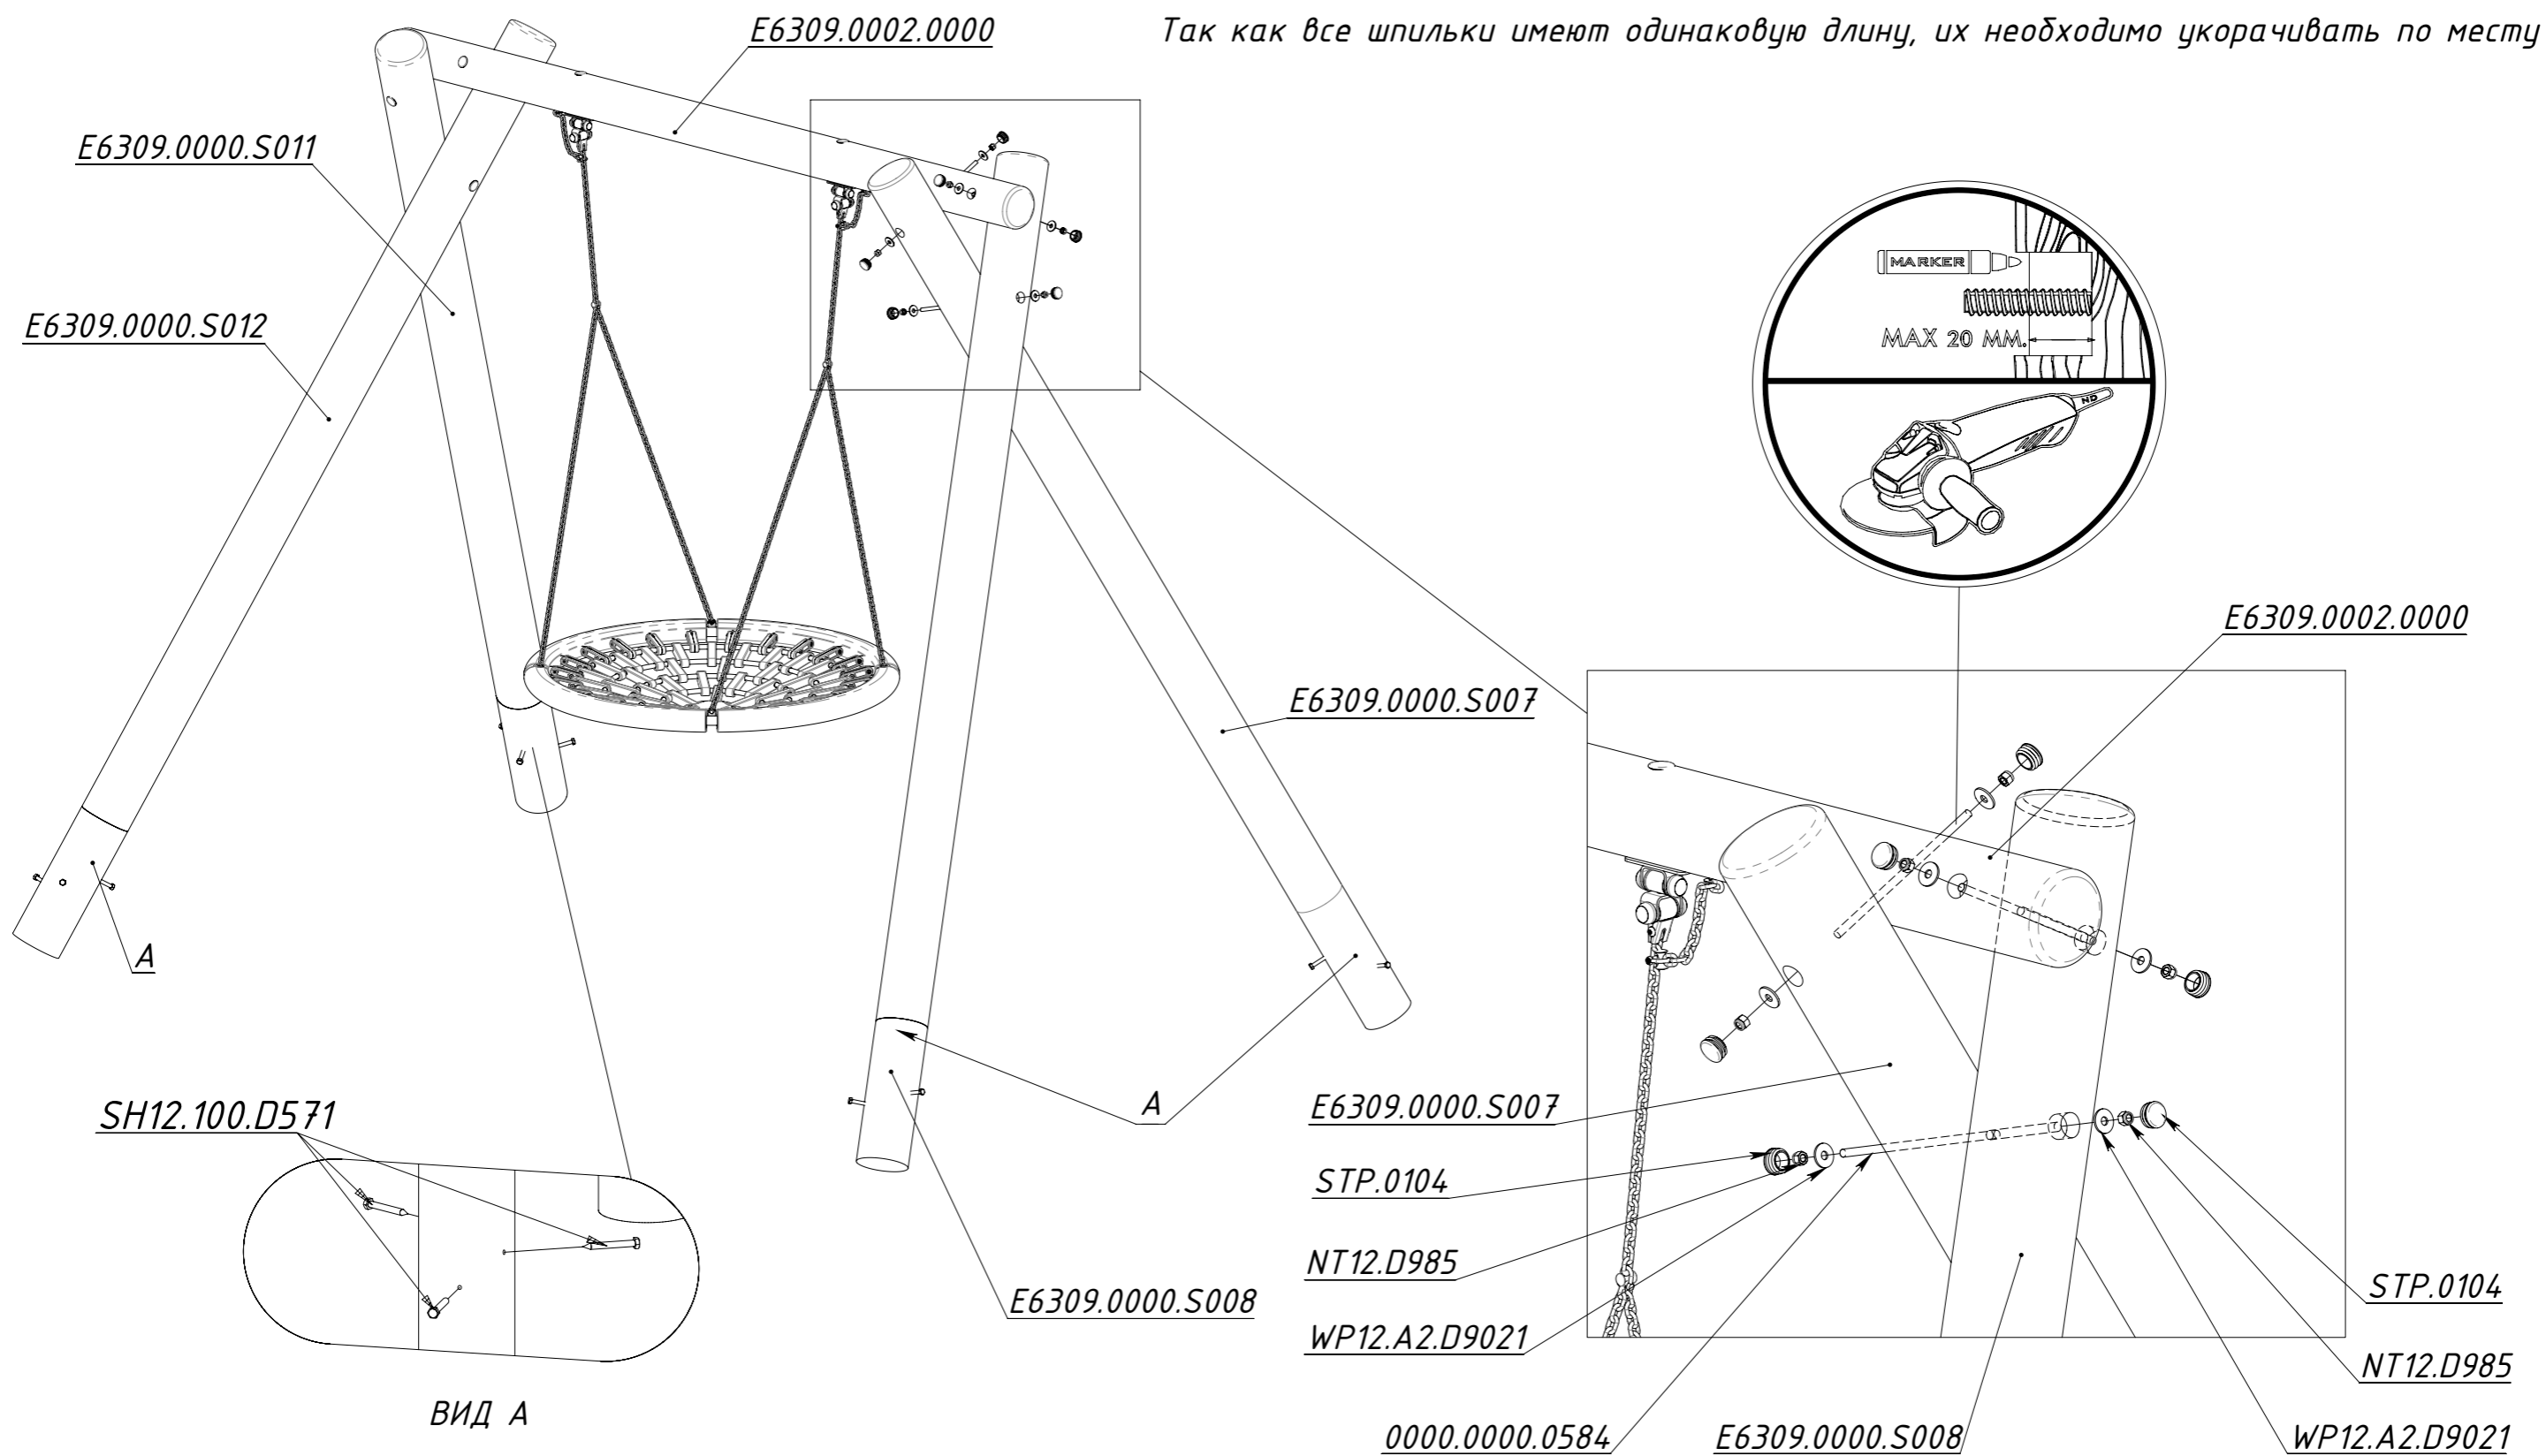 E6309.0002.0000
Так как все шпильки имеют одинаковую длину, их необходимо укорачивать по месту
E6309.0000.S011
E6309.0000.S012
MARKER
MAX 20 MM.
ND
E6309.0002.0000
E6309.0000.S007
A
SH12.100.D571
A
E6309.0000.S007
STP.0104
NT12.D985
E6309.0000.S008
STP.0104
WP12.A2.D9021
NT12.D985
ВИД А
0000.0000.0584
E6309.0000.S008
WP12.A2.D9021